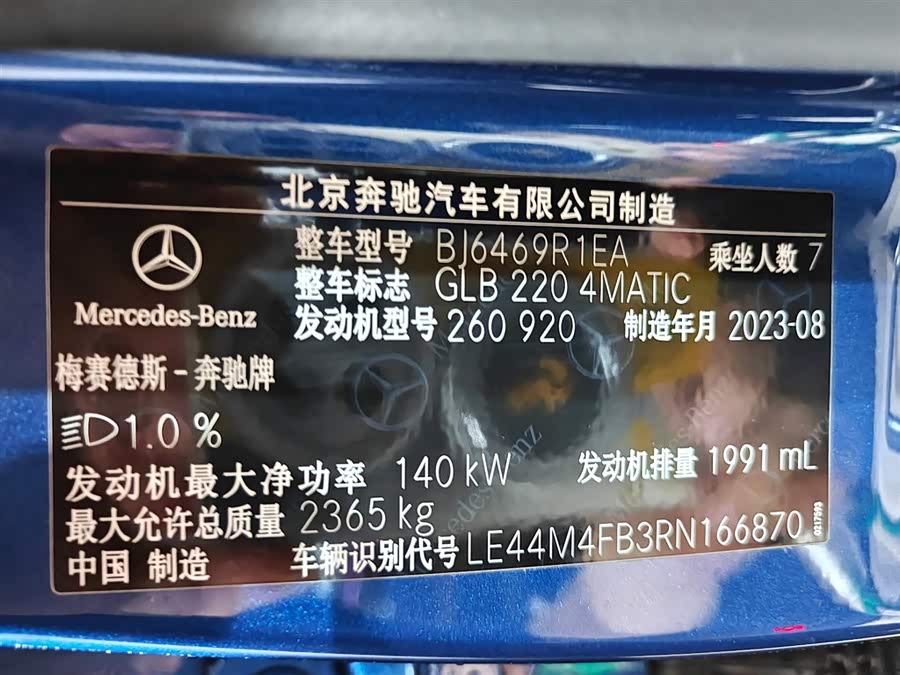 北京奔驰汽车有限公司制造
整车型号 BJ6469R1EA 乘坐人数 7
整车标志 GLB 220 4MATIC
Mercedes-Benz
发动机型号 260 920 制造年月 2023-08
梅赛德斯-奔驰牌
1.0 %
发动机最大净功率 140 kW 发动机排量 1991 mL
最大允许总质量 2365 kg
中国 制造 车辆识别代号 LE44M4FB3RN166870
0217593